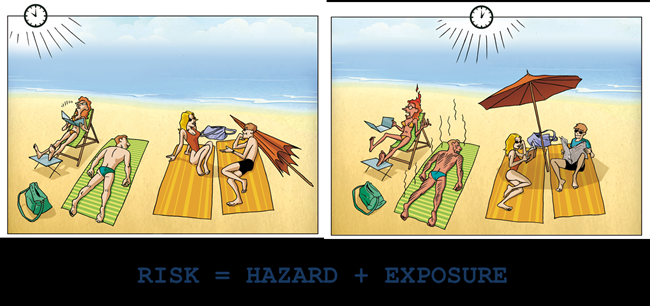 RISK = HAZARD + EXPOSURE